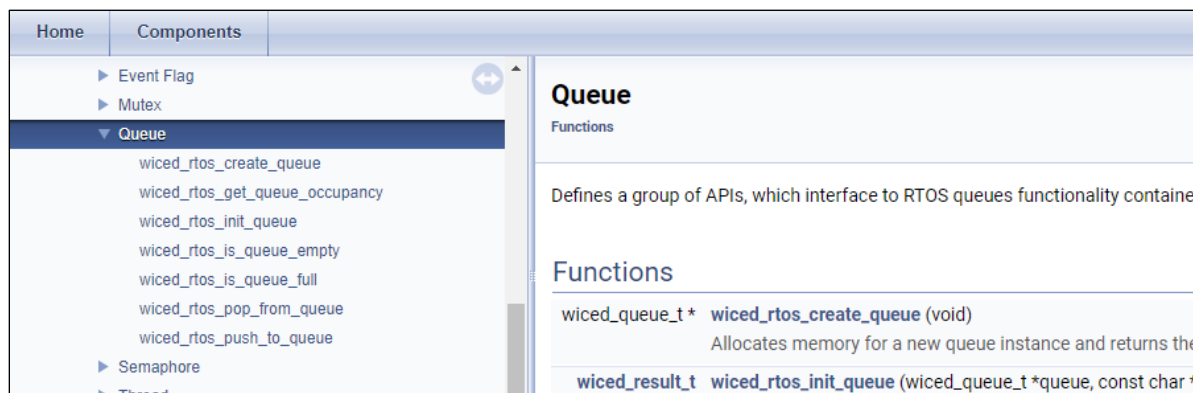 Home Components
Event Flag
Mutex
Queue
wiced_rtos_create_queue
wiced_rtos_get_queue_occupancy
wiced_rtos_init_queue
wiced_rtos_is_queue_empty
wiced_rtos_is_queue_full
wiced_rtos_pop_from_queue
wiced_rtos_push_to_queue
Semaphore
Queue
Functions
Defines a group of APIs, which interface to RTOS queues functionality containe
Functions
wiced_queue_t * wiced_rtos_create_queue (void)
Allocates memory for a new queue instance and returns the
wiced_result_t wiced_rtos_init_queue (wiced_queue_t *queue, const char *